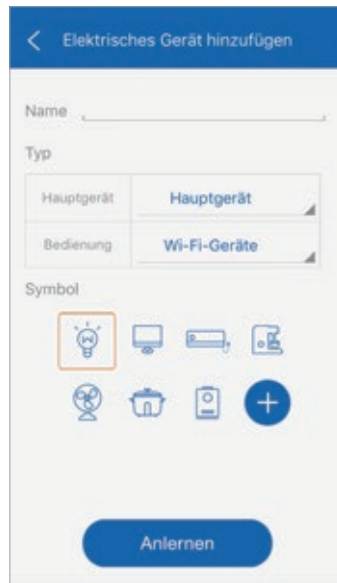 Elektrisches Gerät hinzufügen
Name
Typ
Hauptgerät Hauptgerät
Bedienung Wi-Fi-Geräte
Symbol
Anlernen